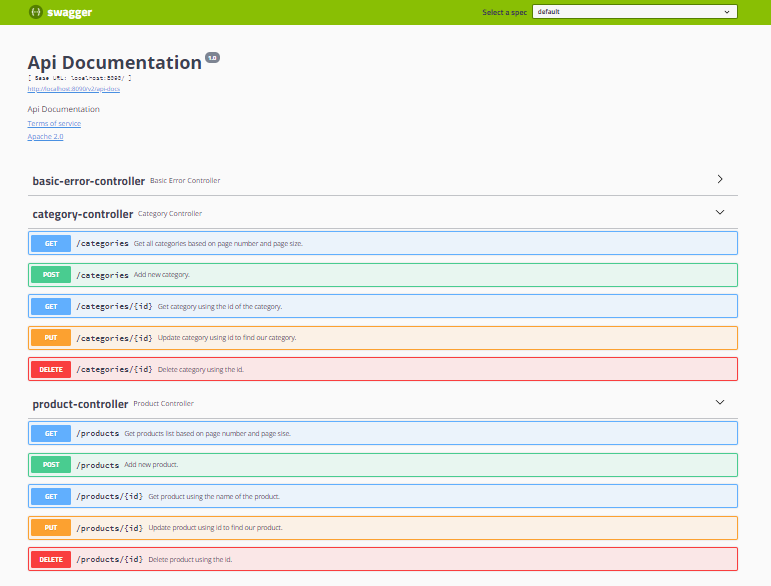 swagger
Select a spec default
Api Documentation 1.0
[ Base URL: localhost:8090/ ]
http://localhost:8090/v2/api-docs
Api Documentation
Terms of service
Apache 2.0
basic-error-controller Basic Error Controller
category-controller Category Controller
GET /categories Get all categories based on page number and page size.
POST /categories Add new category.
GET /categories/{id} Get category using the id of the category.
PUT /categories/{id} Update category using id to find our category.
DELETE /categories/{id} Delete category using the id.
product-controller Product Controller
GET /products Get products list based on page number and page sise.
POST /products Add new product.
GET /products/{id} Get product using the name of the product.
PUT /products/{id} Update product using id to find our product.
DELETE /products/{id} Delete product using the id.